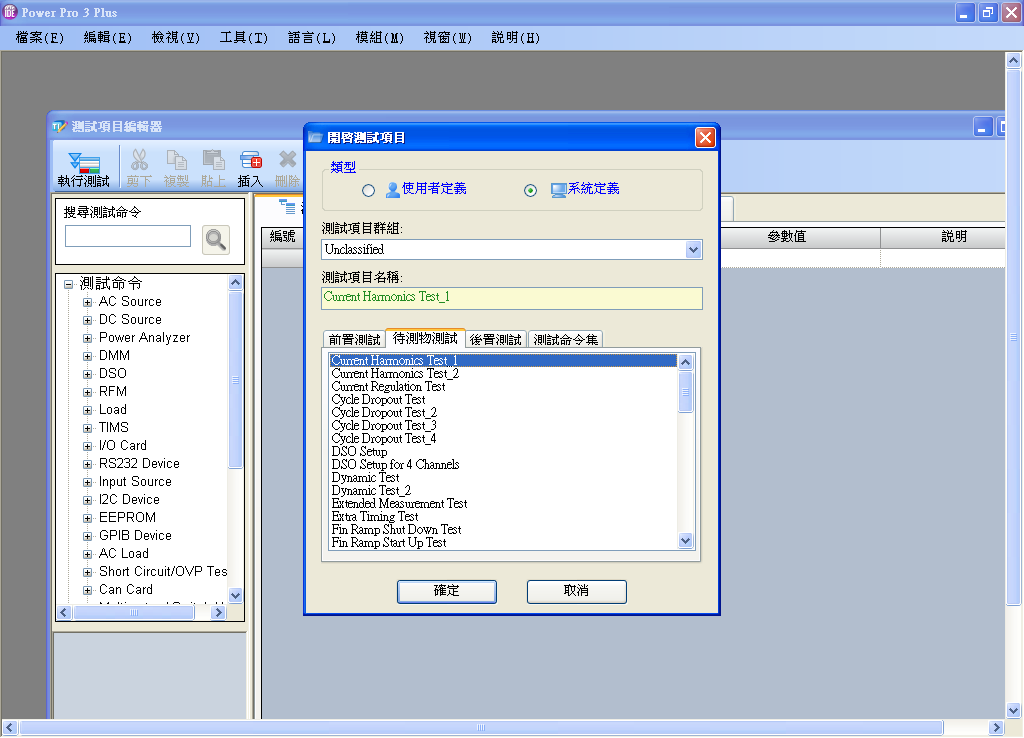 Power Pro 3 Plus
檔案(F) 編輯(E) 檢視(V) 工具(T) 語言(L) 模組(M) 視窗(W) 説明(H)
測試項目編輯器
執行測試 剪下 複製 貼上 插入 刪除
搜尋測試命令
測試命令
AC Source
DC Source
Power Analyzer
DMM
DSO
RFM
Load
TIMS
I/O Card
RS232 Device
Input Source
I2C Device
EEPROM
GPIB Device
AC Load
Short Circuit/OVP Tes
Can Card
編號
參數值 説明
開啓測試項目
類型
使用者定義 系統定義
測試項目群組:
Unclassified
測試項目名稱:
Current Harmonics Test_1
前置測試 待測物測試 後置測試 測試命令集
Current Harmonics Test_1
Current Harmonics Test_2
Current Regulation Test
Cycle Dropout Test
Cycle Dropout Test_2
Cycle Dropout Test_3
Cycle Dropout Test_4
DSO Setup
DSO Setup for 4 Channels
Dynamic Test
Dynamic Test_2
Extended Measurement Test
Extra Timing Test
Fin Ramp Shut Down Test
Fin Ramp Start Up Test
確定 取消